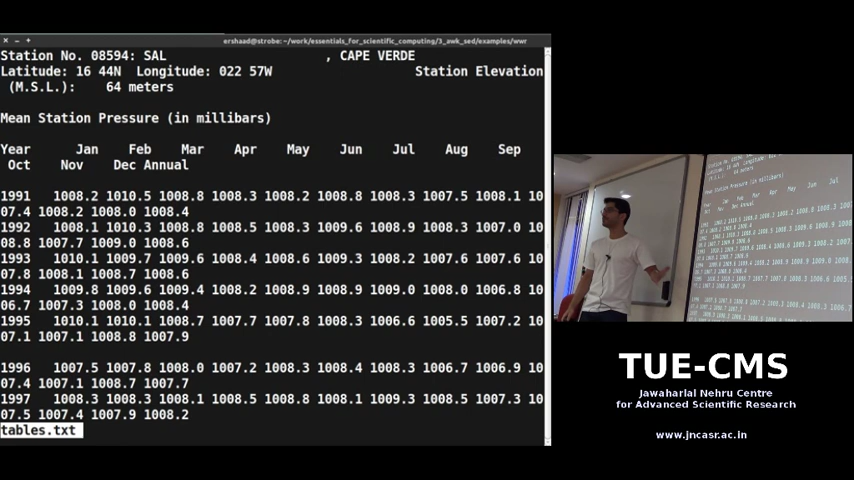 ershaad@strobe: ~/work/essentials_for_scientific_computing/3_awk_sed/examples/wwr
Station No. 08594: SAL , CAPE VERDE
Latitude: 16 44N Longitude: 022 57W Station Elevation
(M.S.L.): 64 meters
Mean Station Pressure (in millibars)
Year Jan Feb Mar Apr May Jun Jul Aug Sep
Oct Nov Dec Annual
1991 1008.2 1010.5 1008.8 1008.3 1008.2 1008.8 1008.3 1007.5 1008.1 10
07.4 1008.2 1008.0 1008.4
1992 1008.1 1010.3 1008.8 1008.5 1008.3 1009.6 1008.9 1008.3 1007.0 10
08.8 1007.7 1009.0 1008.6
1993 1010.1 1009.7 1009.6 1008.4 1008.6 1009.3 1008.2 1007.6 1007.6 10
07.8 1008.1 1008.7 1008.6
1994 1009.8 1009.6 1009.4 1008.2 1008.9 1008.9 1009.0 1008.0 1006.8 10
06.7 1007.3 1008.0 1008.4
1995 1010.1 1010.1 1008.7 1007.7 1007.8 1008.3 1006.6 1005.5 1007.2 10
07.1 1007.1 1008.8 1007.9
1996 1007.5 1007.8 1008.0 1007.2 1008.3 1008.4 1008.3 1006.7 1006.9 10
07.4 1007.1 1008.7 1007.7
1997 1008.3 1008.3 1008.1 1008.5 1008.8 1008.1 1009.3 1008.5 1007.3 10
07.5 1007.4 1007.9 1008.2
tables.txt
TUE-CMS
Jawaharlal Nehru Centre
for Advanced Scientific Research
www.jncasr.ac.in